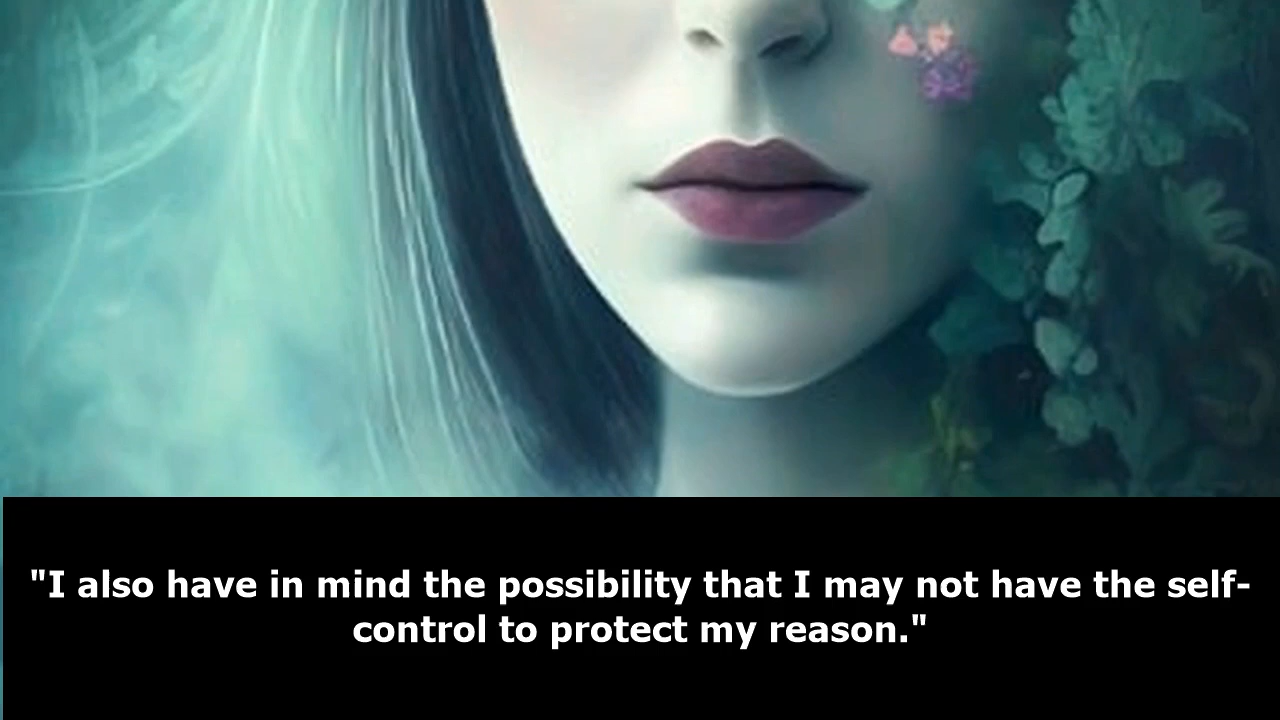 "I also have in mind the possibility that I may not have the self-
control to protect my reason."